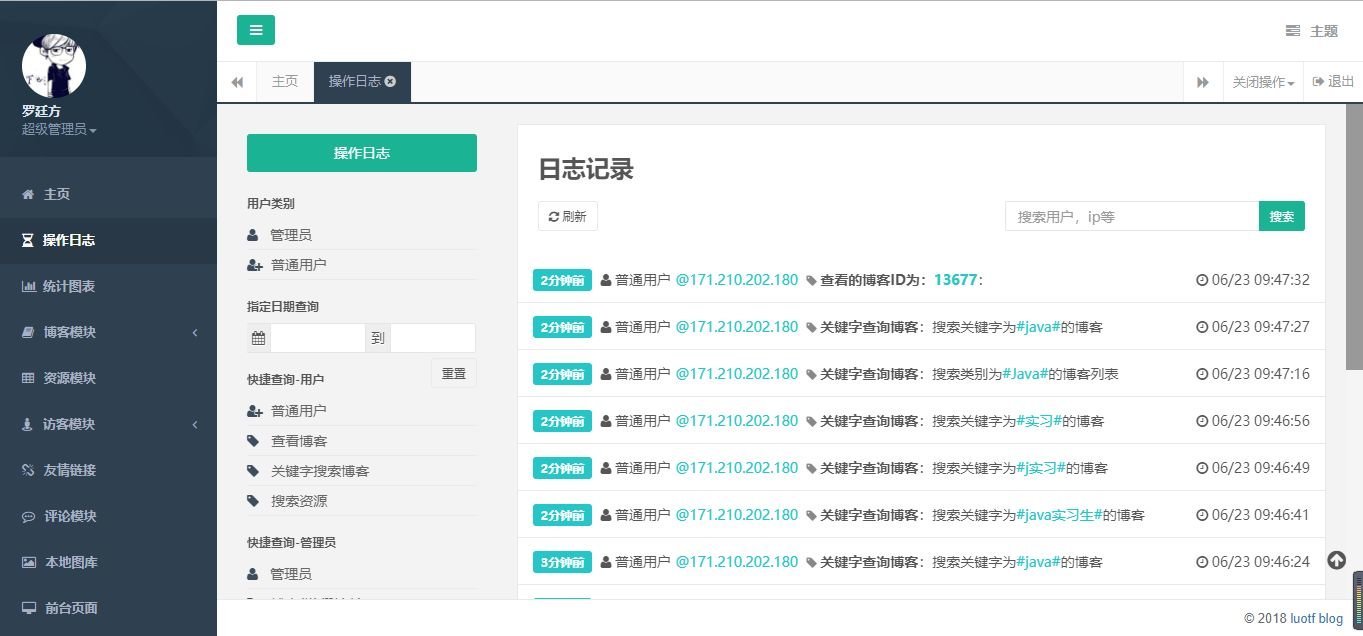 主题
主页
操作日志
关闭操作
退出
罗廷方
超级管理员
主页
操作日志
统计图表
博客模块
资源模块
访客模块
友情链接
评论模块
本地图库
前台页面
操作日志
用户类别
管理员
普通用户
指定日期查询
到
重置
快捷查询-用户
普通用户
查看博客
关键字搜索博客
搜索资源
快捷查询-管理员
管理员
日志记录
刷新
搜索用户，ip等 搜索
2分钟前 普通用户 @171.210.202.180 查看的博客ID为：13677： 06/23 09:47:32
2分钟前 普通用户 @171.210.202.180 关键字查询博客：搜索关键字为#java#的博客 06/23 09:47:27
2分钟前 普通用户 @171.210.202.180 关键字查询博客：搜索类别为#Java#的博客列表 06/23 09:47:16
2分钟前 普通用户 @171.210.202.180 关键字查询博客：搜索关键字为#实习#的博客 06/23 09:46:56
2分钟前 普通用户 @171.210.202.180 关键字查询博客：搜索关键字为#j实习#的博客 06/23 09:46:49
2分钟前 普通用户 @171.210.202.180 关键字查询博客：搜索关键字为#java实习生#的博客 06/23 09:46:41
3分钟前 普通用户 @171.210.202.180 关键字查询博客：搜索关键字为#java#的博客 06/23 09:46:24
© 2018 luotf blog